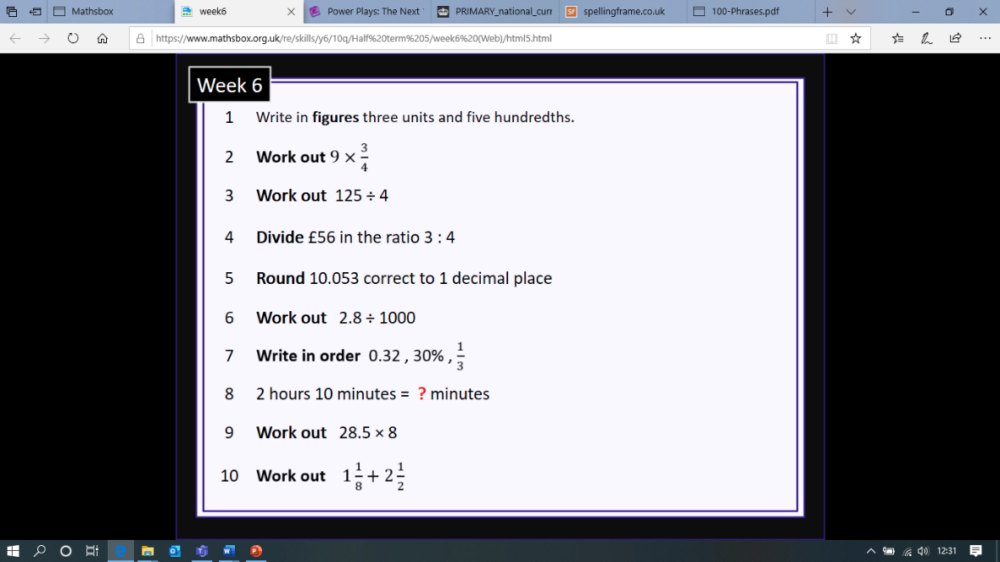 Mathsbox
week6
Power Plays: The Next
PRIMARY_national_curr
spellingframe.co.uk
100-Phrases.pdf
https://www.mathsbox.org.uk/re/skills/y6/10q/Half%20term%205/week6%20(Web)/html5.html
Week 6
1 Write in figures three units and five hundredths.
2 Work out 9 × 3/4
3 Work out 125 ÷ 4
4 Divide £56 in the ratio 3 : 4
5 Round 10.053 correct to 1 decimal place
6 Work out 2.8 ÷ 1000
7 Write in order 0.32 , 30% , 1/3
8 2 hours 10 minutes = ? minutes
9 Work out 28.5 × 8
10 Work out 1 1/8 + 2 1/2
12:31